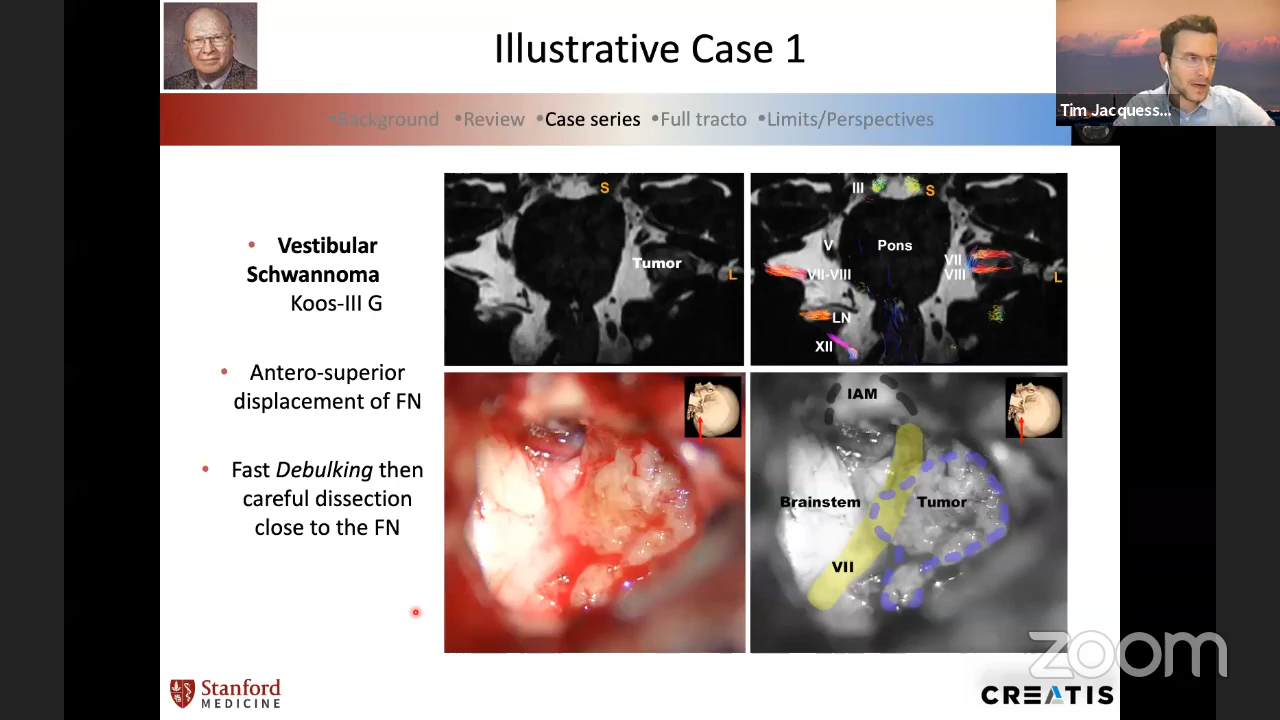 Illustrative Case 1
•Background •Review •Case series •Full tracto •Limits/Perspectives
Tim Jacquess...
• Vestibular
Schwannoma
Koos-III G
• Antero-superior
displacement of FN
• Fast Debulking then
careful dissection
close to the FN
S
Tumor
L
III
S
V
Pons
VII
VII-VIII
VIII
L
LN
XII
IAM
Brainstem
Tumor
VII
zoom
Stanford
MEDICINE
CREATIS